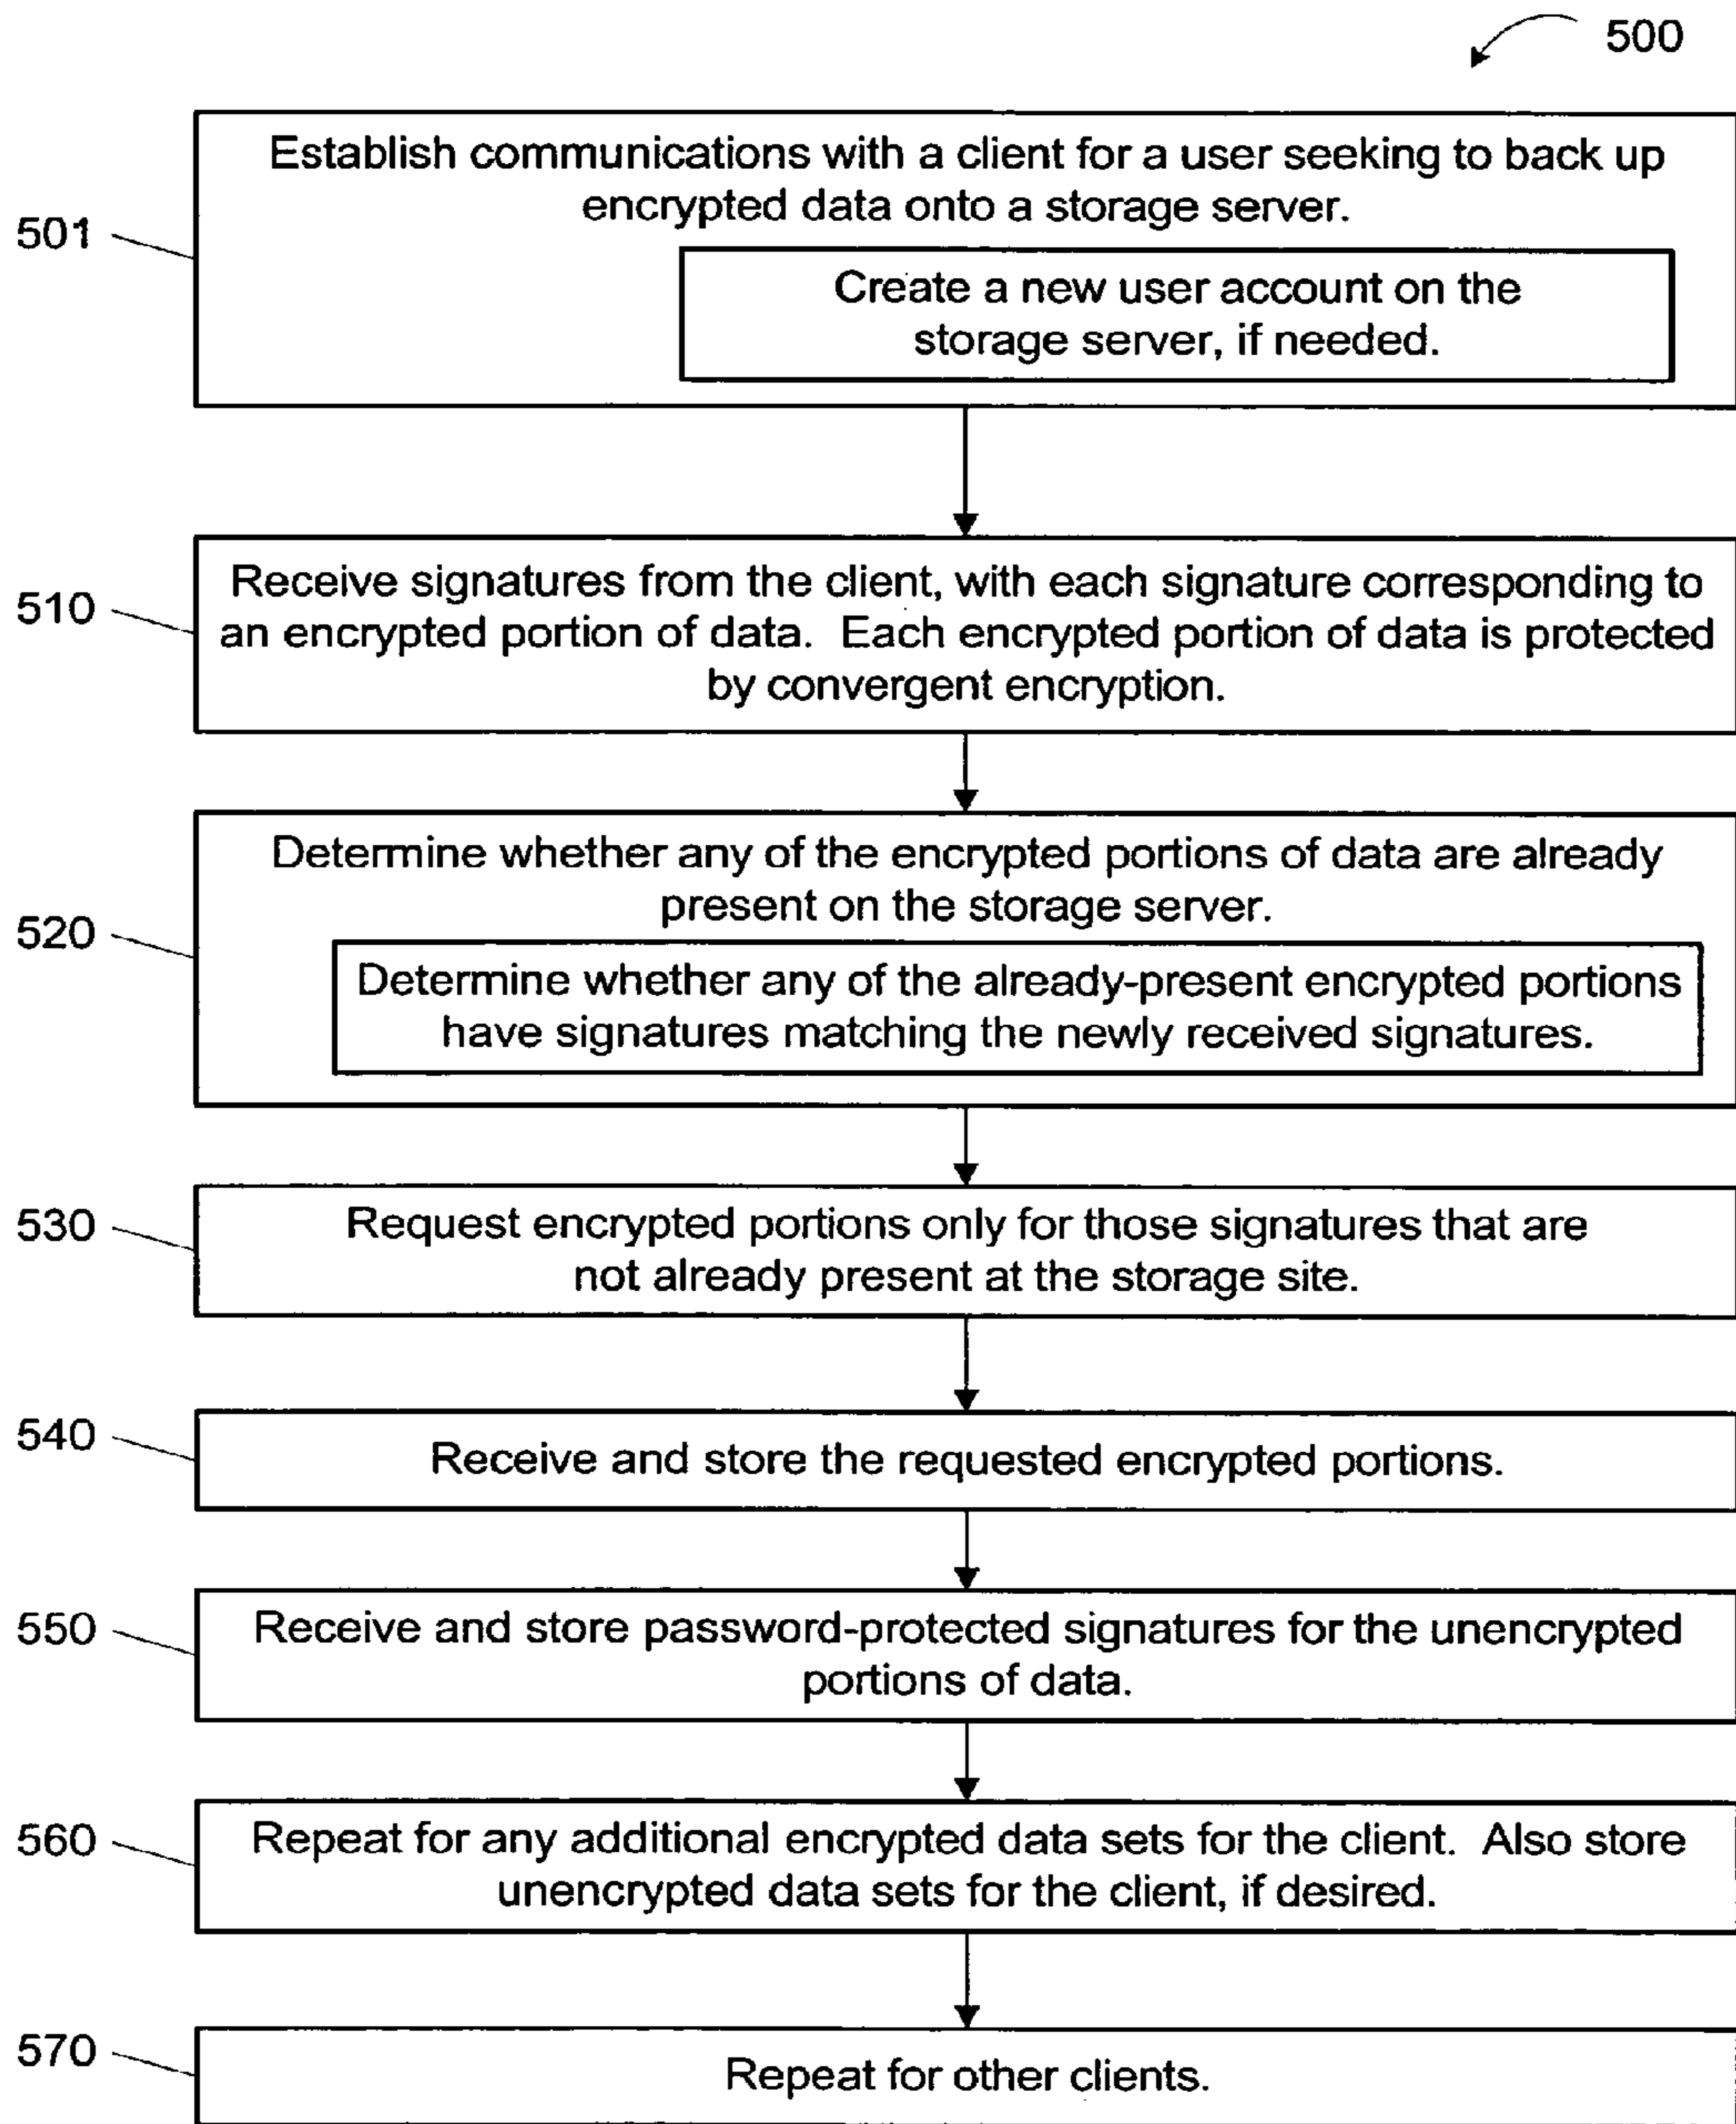 500
501
Establish communications with a client for a user seeking to back up
encrypted data onto a storage server.
Create a new user account on the
storage server, if needed.
510
Receive signatures from the client, with each signature corresponding to
an encrypted portion of data. Each encrypted portion of data is protected
by convergent encryption.
520
Determine whether any of the encrypted portions of data are already
present on the storage server.
Determine whether any of the already-present encrypted portions
have signatures matching the newly received signatures.
530
Request encrypted portions only for those signatures that are
not already present at the storage site.
540
Receive and store the requested encrypted portions.
550
Receive and store password-protected signatures for the unencrypted
portions of data.
560
Repeat for any additional encrypted data sets for the client. Also store
unencrypted data sets for the client, if desired.
570
Repeat for other clients.